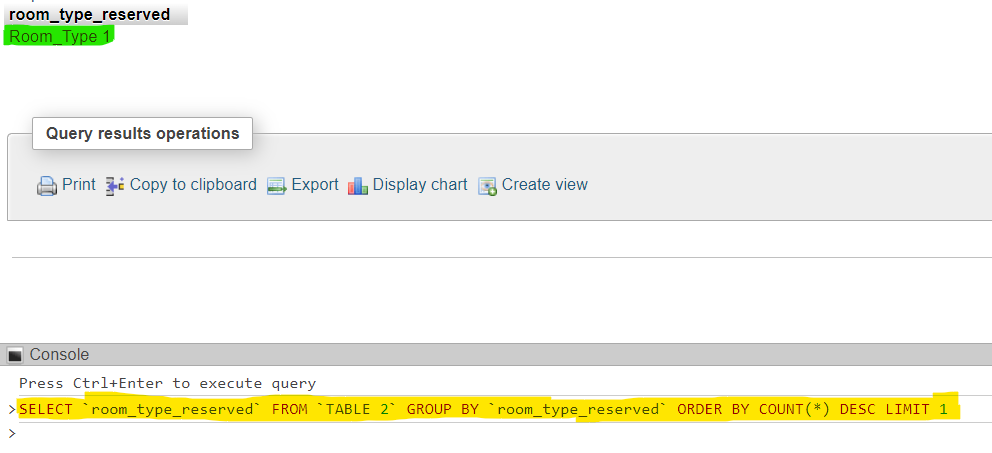 room_type_reserved
Room_Type 1
Query results operations
Print Copy to clipboard Export Display chart Create view
Console
Press Ctrl+Enter to execute query
>SELECT `room_type_reserved` FROM `TABLE 2` GROUP BY `room_type_reserved` ORDER BY COUNT(*) DESC LIMIT 1
>